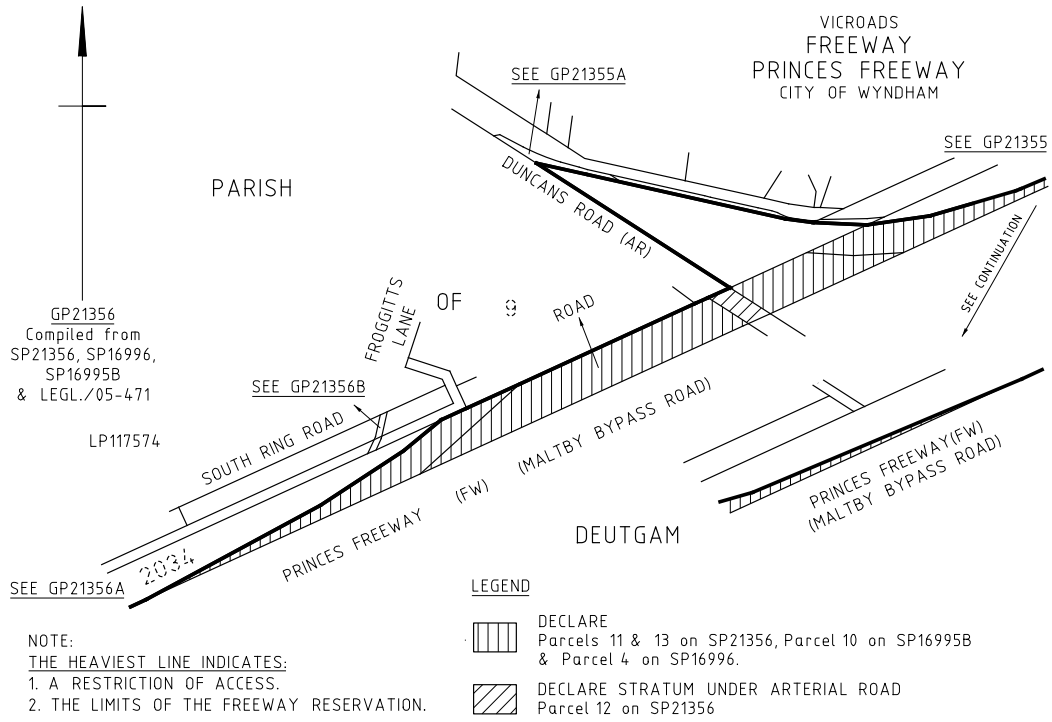 VICROADS
FREEWAY
PRINCES FREEWAY
CITY OF WYNDHAM
SEE GP21355A
SEE GP21355
PARISH
DUNCANS ROAD (AR)
SEE CONTINUATION
OF
9
ROAD
FROGGITTS
LANE
GP21356
Compiled from
SP21356, SP16996,
SP16995B
& LEGL./05-471
LP117574
SEE GP21356B
SOUTH RING ROAD
(MALTBY BYPASS ROAD)
(FW)
PRINCES FREEWAY
PRINCES FREEWAY(FW)
(MALTBY BYPASS ROAD)
DEUTGAM
2034
SEE GP21356A
LEGEND
DECLARE
Parcels 11 & 13 on SP21356, Parcel 10 on SP16995B
& Parcel 4 on SP16996.
DECLARE STRATUM UNDER ARTERIAL ROAD
Parcel 12 on SP21356
NOTE:
THE HEAVIEST LINE INDICATES:
1. A RESTRICTION OF ACCESS.
2. THE LIMITS OF THE FREEWAY RESERVATION.